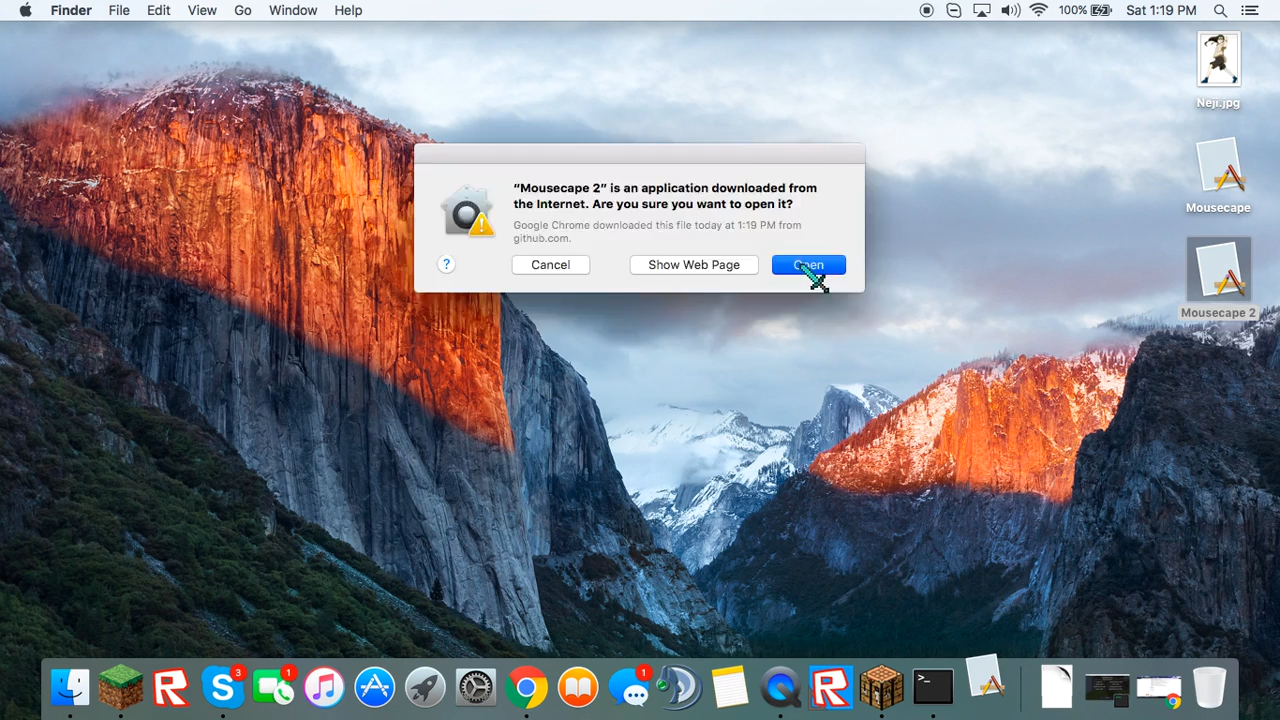 Finder File Edit View Go Window Help 100% Sat 1:19 PM
Neji.jpg
Mousecape
Mousecape 2
“Mousecape 2” is an application downloaded from
the Internet. Are you sure you want to open it?
Google Chrome downloaded this file today at 1:19 PM from
github.com.
? Cancel Show Web Page Open
3 1 1
>_